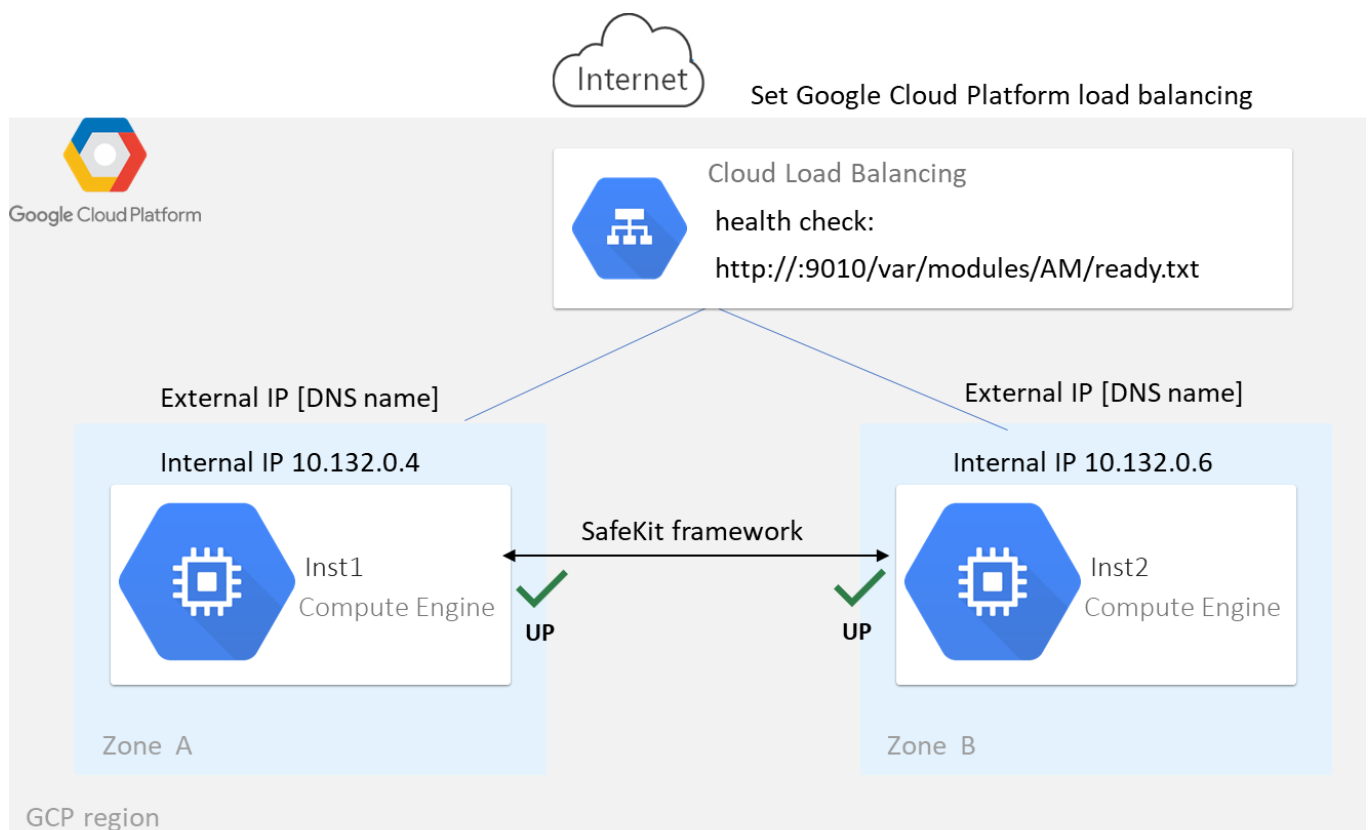 Internet
Set Google Cloud Platform load balancing
Google Cloud Platform
Cloud Load Balancing
health check:
http://:9010/var/modules/AM/ready.txt
External IP [DNS name]
External IP [DNS name]
Internal IP 10.132.0.4
Internal IP 10.132.0.6
SafeKit framework
Inst1
Compute Engine
UP
UP
Inst2
Compute Engine
Zone A
Zone B
GCP region